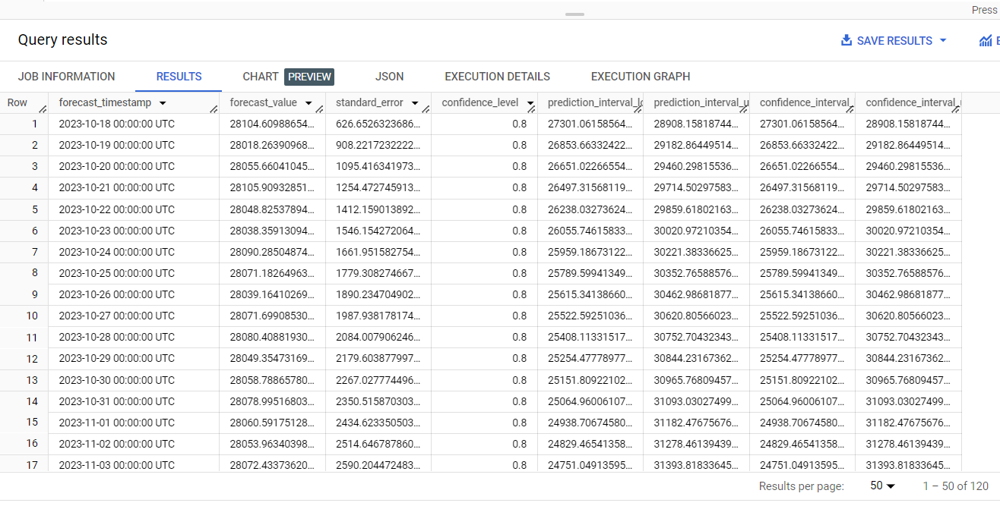 Press
Query results SAVE RESULTS
JOB INFORMATION RESULTS CHART PREVIEW JSON EXECUTION DETAILS EXECUTION GRAPH
Row forecast_timestamp forecast_value standard_error confidence_level prediction_interval_lo prediction_interval_u confidence_interval_l confidence_interval_u
1 2023-10-18 00:00:00 UTC 28104.60988654... 626.6526323686... 0.8 27301.06158564... 28908.15818744... 27301.06158564... 28908.15818744...
2 2023-10-19 00:00:00 UTC 28018.26390968... 908.2217232222... 0.8 26853.66332422... 29182.86449514... 26853.66332422... 29182.86449514...
3 2023-10-20 00:00:00 UTC 28055.66041045... 1095.416341973... 0.8 26651.02266554... 29460.29815536... 26651.02266554... 29460.29815536...
4 2023-10-21 00:00:00 UTC 28105.90932851... 1254.472745913... 0.8 26497.31568119... 29714.50297583... 26497.31568119... 29714.50297583...
5 2023-10-22 00:00:00 UTC 28048.82537894... 1412.159013892... 0.8 26238.03273624... 29859.61802163... 26238.03273624... 29859.61802163...
6 2023-10-23 00:00:00 UTC 28038.35913094... 1546.154272064... 0.8 26055.74615833... 30020.97210354... 26055.74615833... 30020.97210354...
7 2023-10-24 00:00:00 UTC 28090.28504874... 1661.951582754... 0.8 25959.18673122... 30221.38336625... 25959.18673122... 30221.38336625...
8 2023-10-25 00:00:00 UTC 28071.18264963... 1779.308274667... 0.8 25789.59941349... 30352.76588576... 25789.59941349... 30352.76588576...
9 2023-10-26 00:00:00 UTC 28039.16410269... 1890.234704902... 0.8 25615.34138660... 30462.98681877... 25615.34138660... 30462.98681877...
10 2023-10-27 00:00:00 UTC 28071.69908530... 1987.938178174... 0.8 25522.59251036... 30620.80566023... 25522.59251036... 30620.80566023...
11 2023-10-28 00:00:00 UTC 28080.40881930... 2084.007906246... 0.8 25408.11331517... 30752.70432343... 25408.11331517... 30752.70432343...
12 2023-10-29 00:00:00 UTC 28049.35473169... 2179.603877997... 0.8 25254.47778977... 30844.23167362... 25254.47778977... 30844.23167362...
13 2023-10-30 00:00:00 UTC 28058.78865780... 2267.027774496... 0.8 25151.80922102... 30965.76809457... 25151.80922102... 30965.76809457...
14 2023-10-31 00:00:00 UTC 28078.99516803... 2350.515870303... 0.8 25064.96006107... 31093.03027499... 25064.96006107... 31093.03027499...
15 2023-11-01 00:00:00 UTC 28060.59175128... 2434.623350503... 0.8 24938.70674580... 31182.47675676... 24938.70674580... 31182.47675676...
16 2023-11-02 00:00:00 UTC 28053.96340398... 2514.646787860... 0.8 24829.46541358... 31278.46139439... 24829.46541358... 31278.46139439...
17 2023-11-03 00:00:00 UTC 28072.43373620... 2590.204472483... 0.8 24751.04913595... 31393.81833645... 24751.04913595... 31393.81833645...
Results per page: 50 1 – 50 of 120